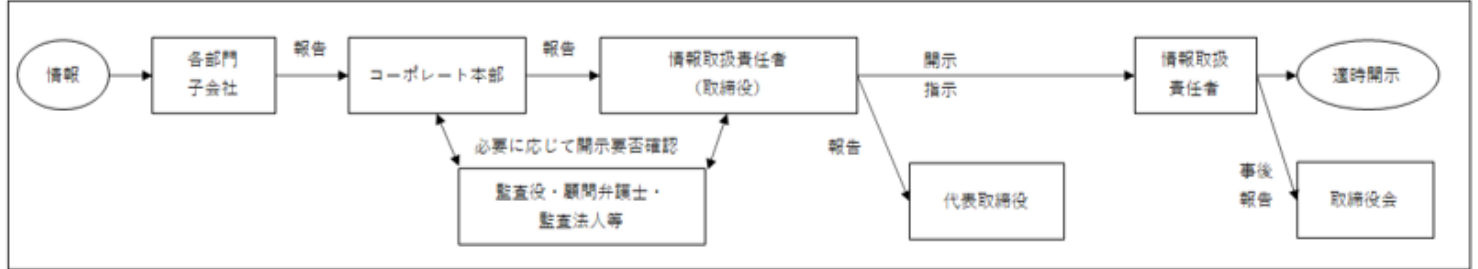 情報
各部門
子会社
報告
コーポレート本部
報告
情報取扱責任者
（取締役）
開示
指示
情報取扱
責任者
適時開示
必要に応じて開示要否確認
監査役・顧問弁護士・
監査法人等
報告
代表取締役
事後
報告
取締役会